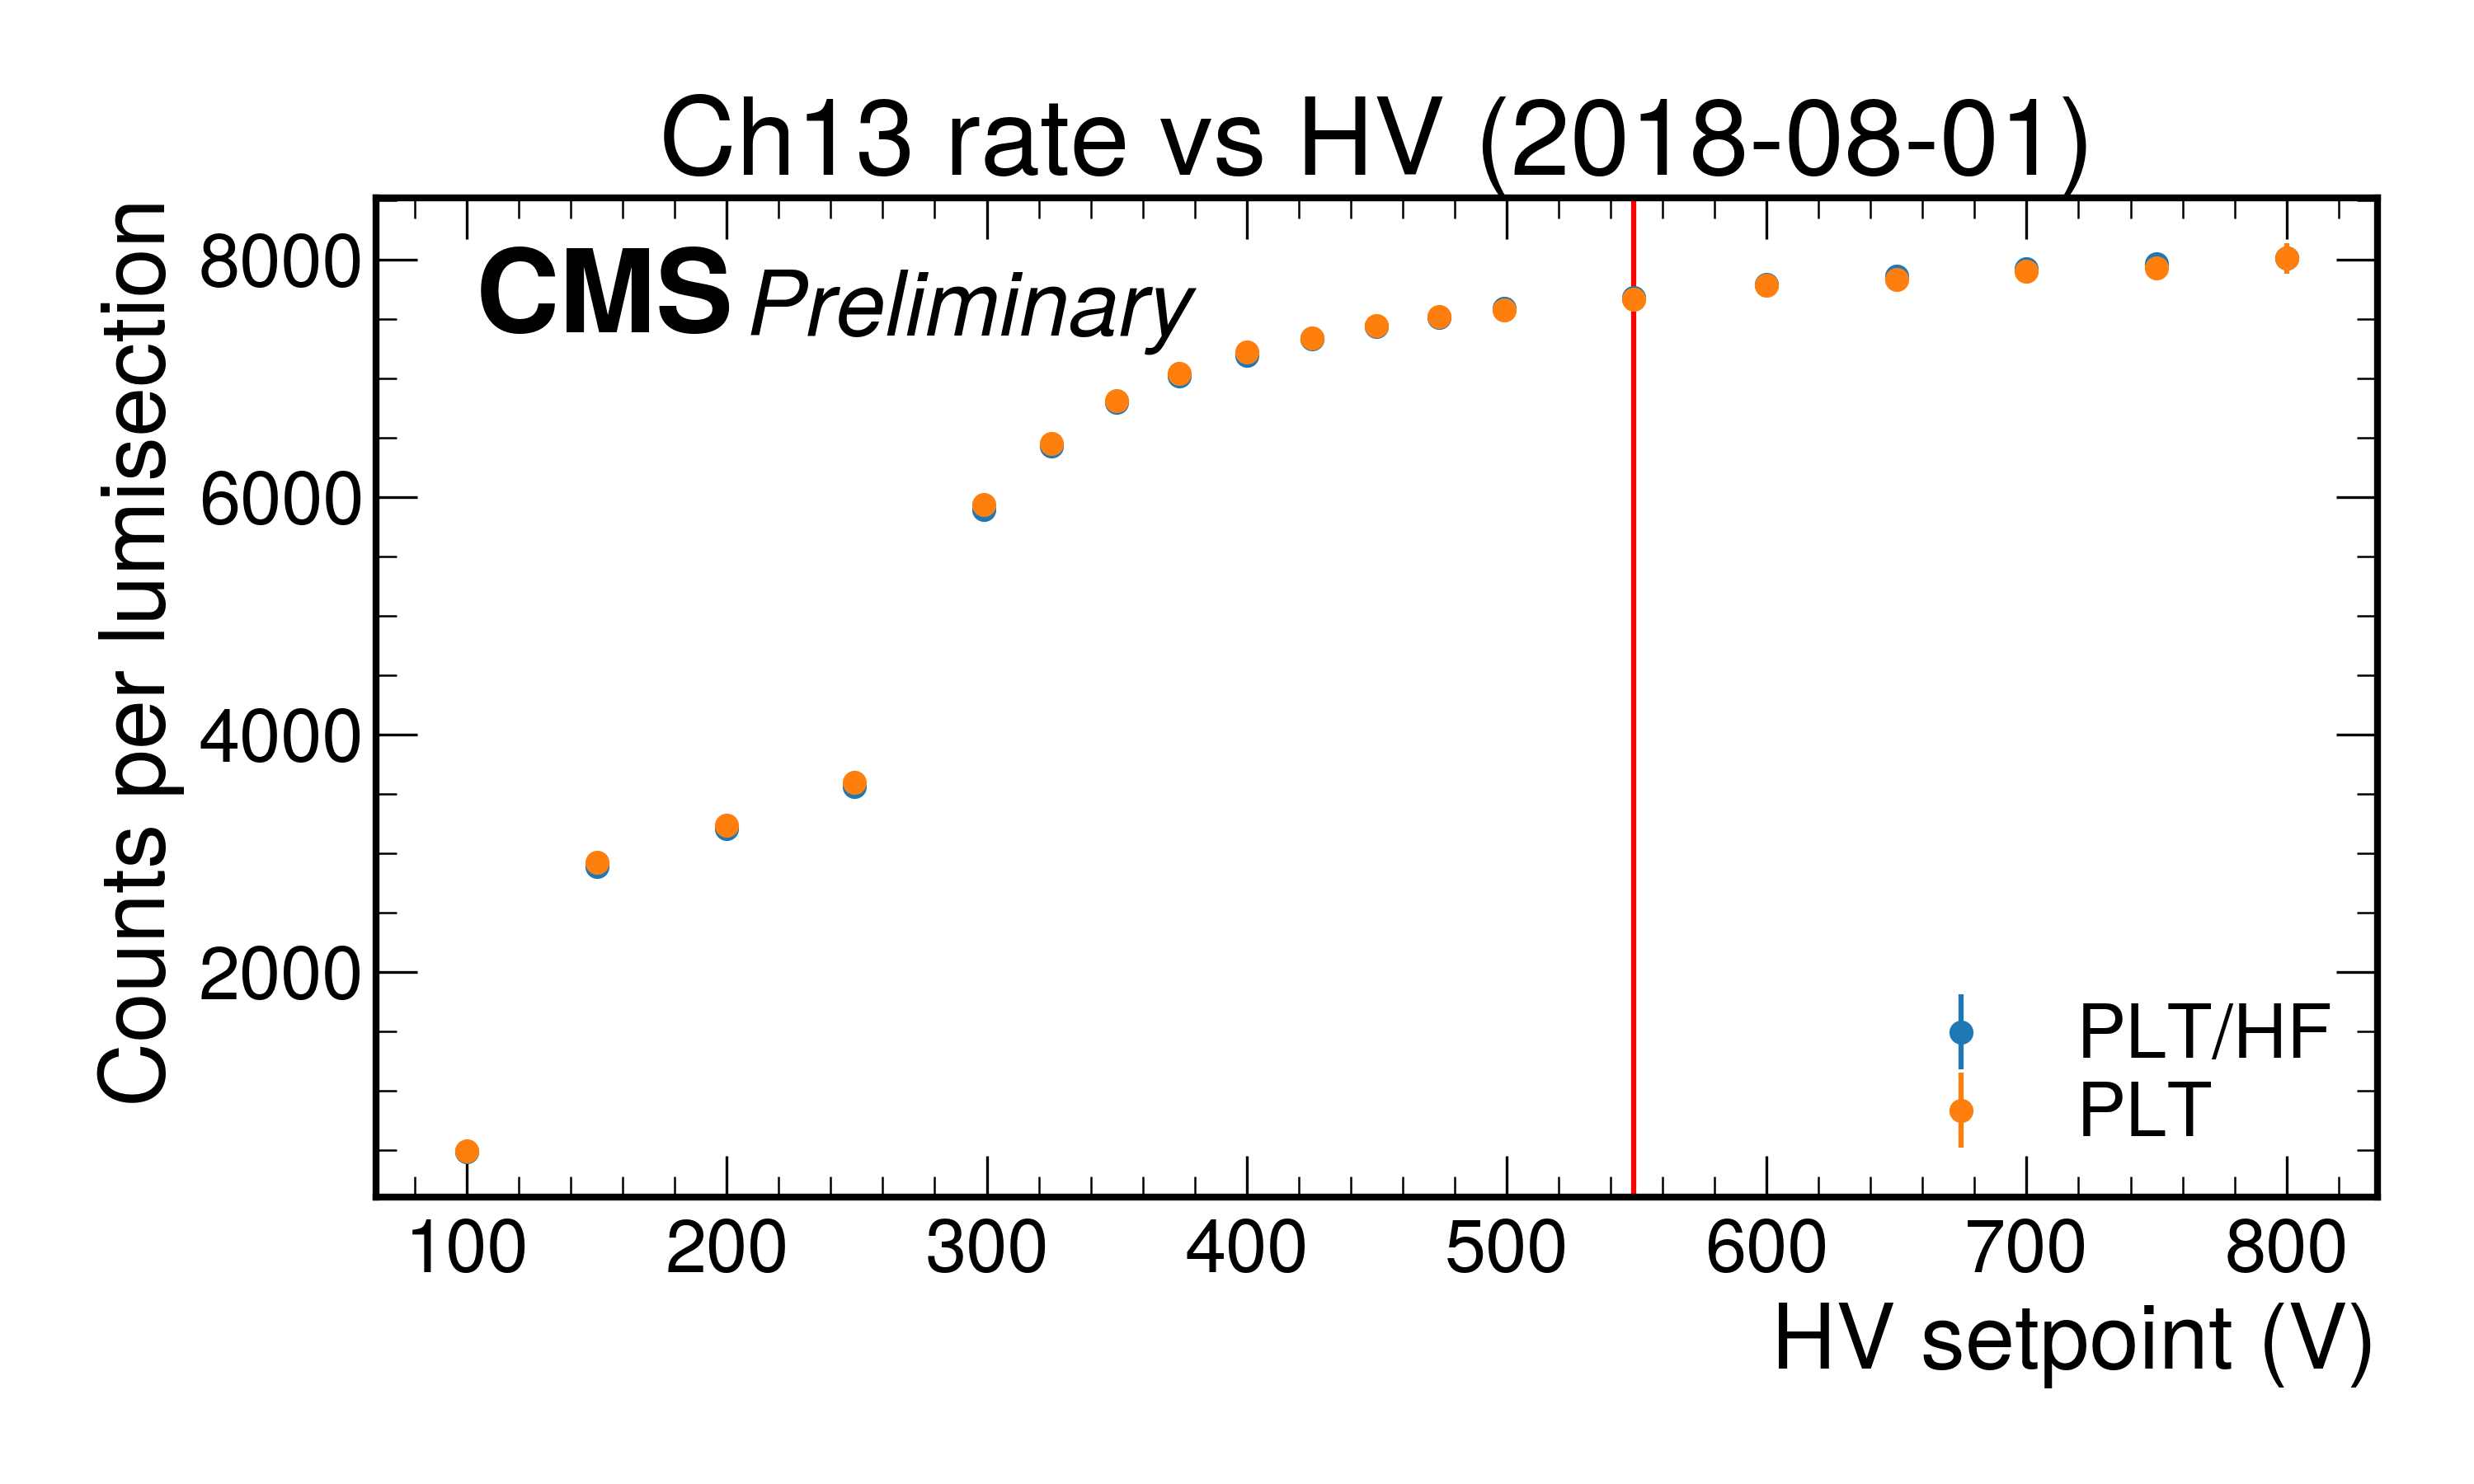 Ch13 rate vs HV (2018-08-01)
CMS Preliminary
Counts per lumisection
8000
6000
4000
2000
PLT/HF
PLT
100 200 300 400 500 600 700 800
HV setpoint (V)